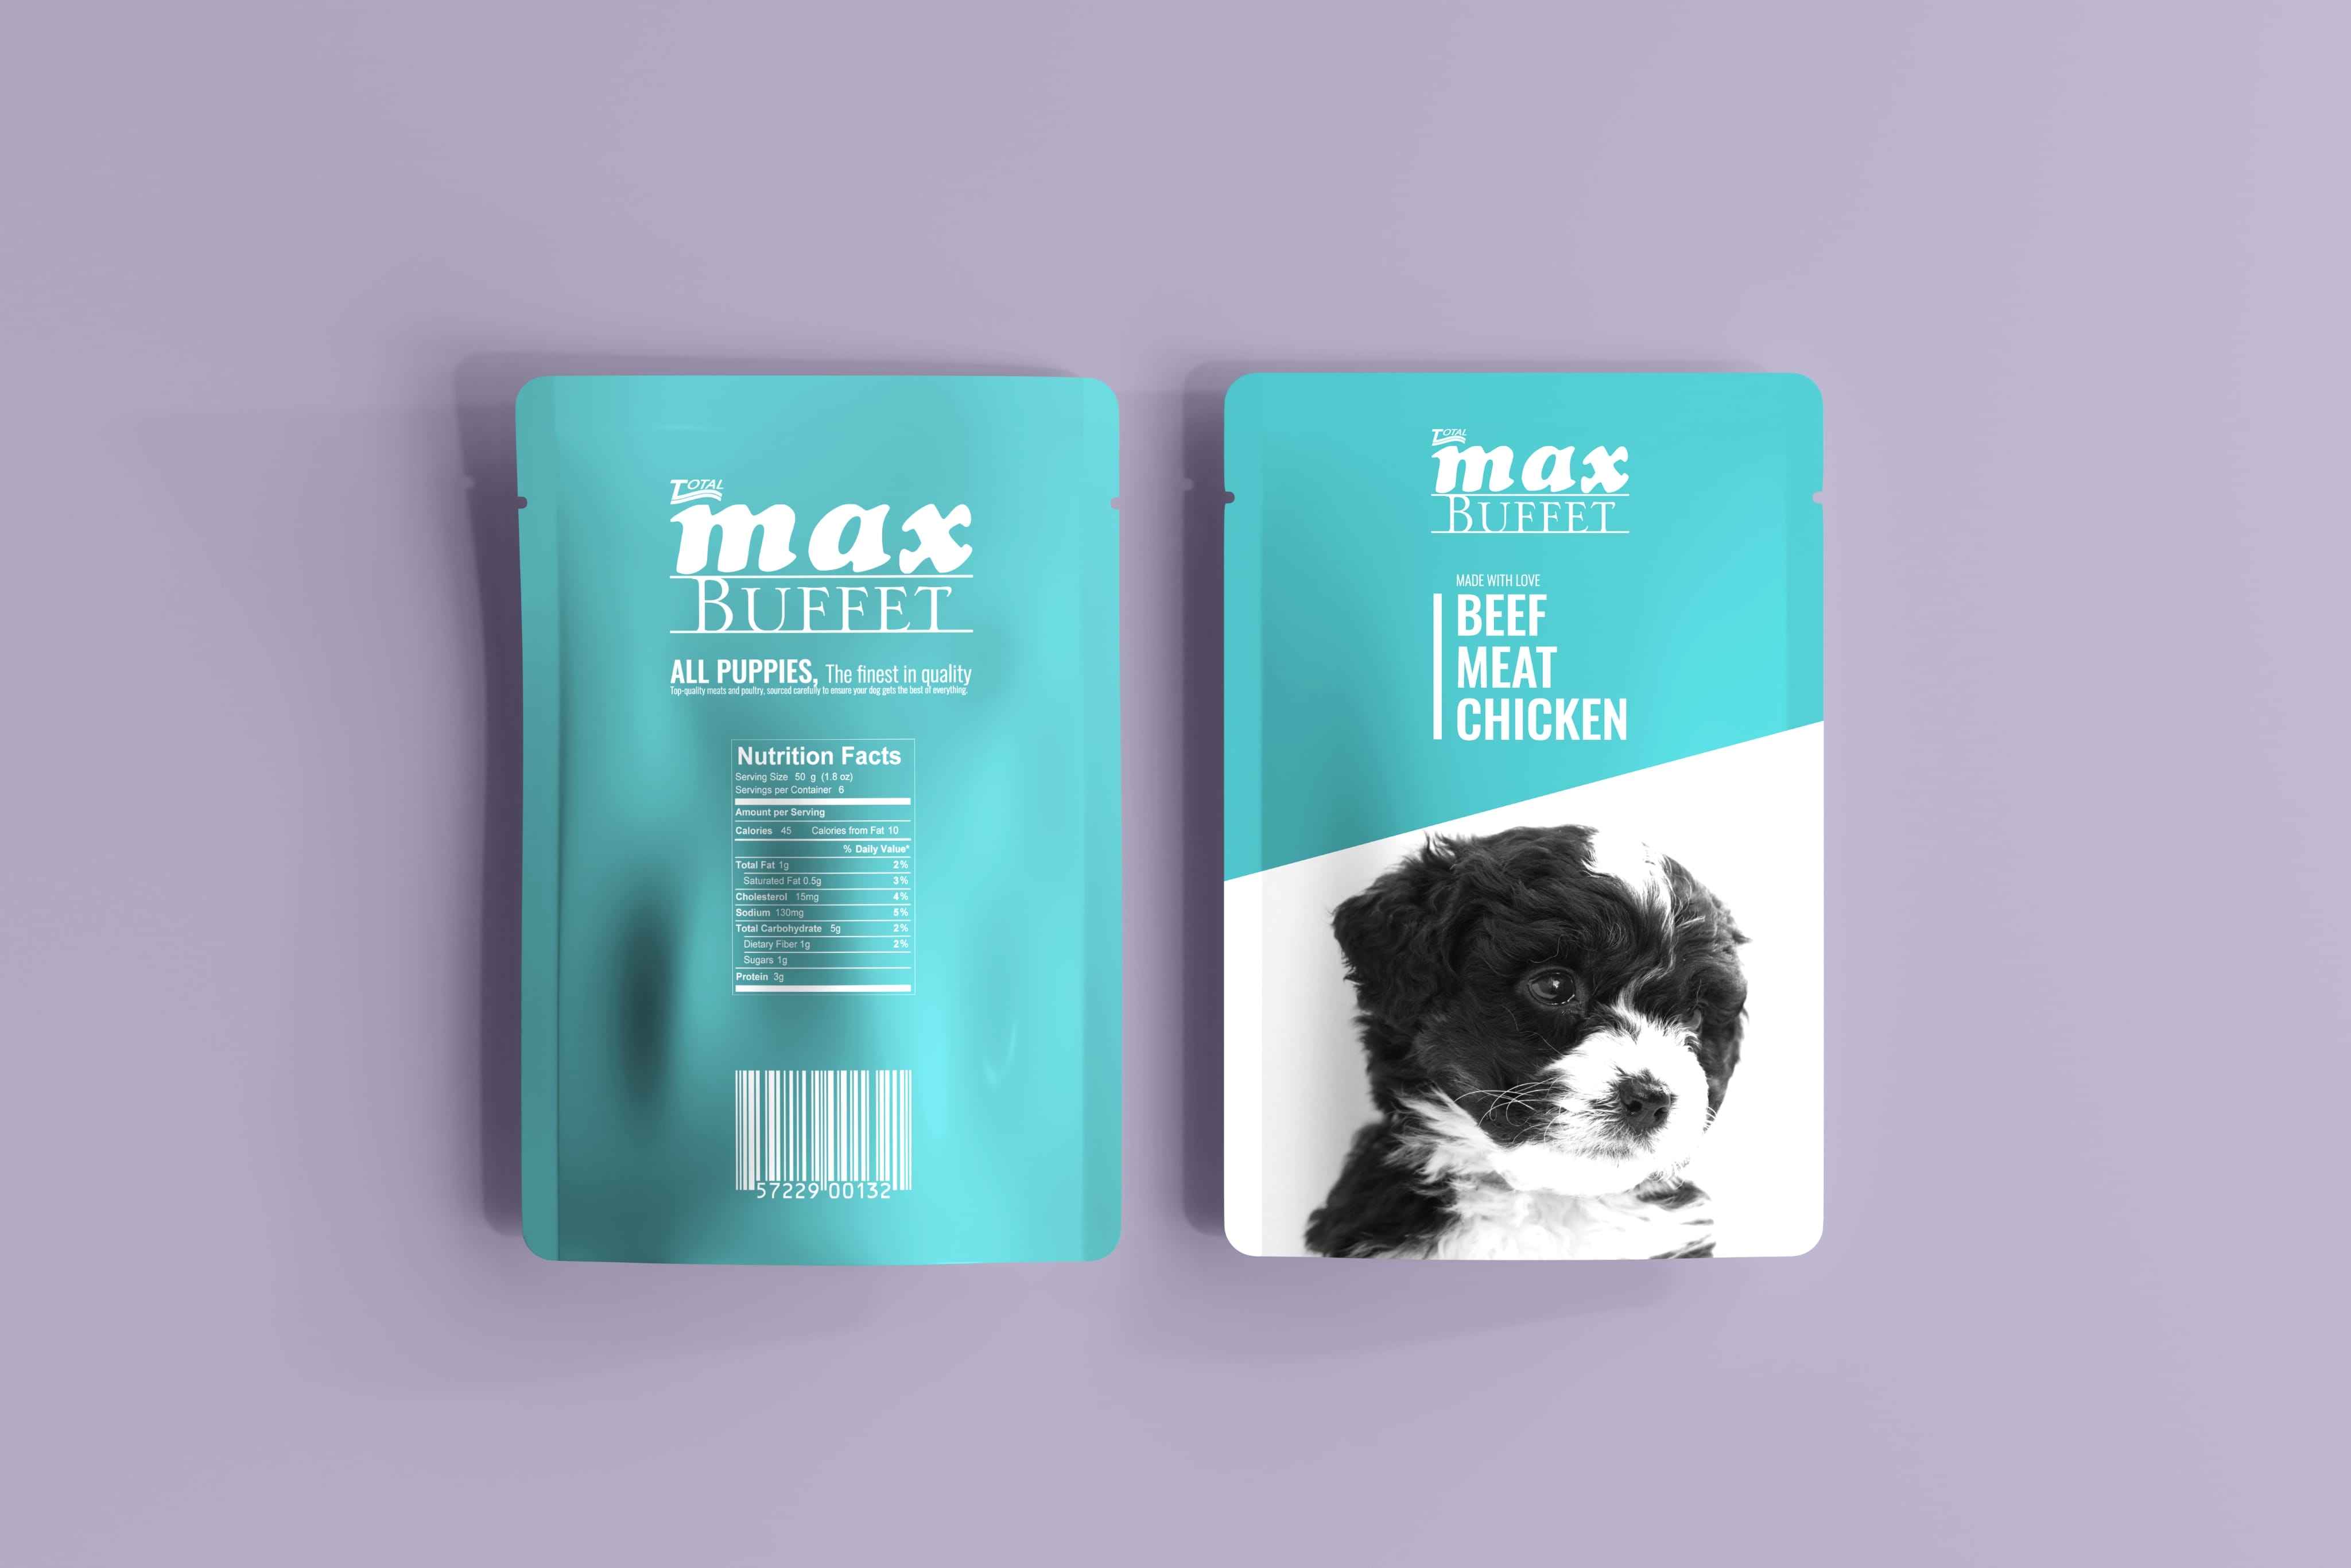 TOTAL
max
BUFFET
ALL PUPPIES, The finest in quality
Top-quality meats and poultry, sourced carefully to ensure your dog gets the best of everything.
Nutrition Facts
Serving Size 50 g (1.8 oz)
Servings per Container 6
Amount per Serving
Calories 45 Calories from Fat 10
% Daily Value*
Total Fat 1g 2%
Saturated Fat 0.5g 3%
Cholesterol 15mg 4%
Sodium 130mg 5%
Total Carbohydrate 5g 2%
Dietary Fiber 1g 2%
Sugars 1g
Protein 3g
57229 00132
TOTAL
max
BUFFET
MADE WITH LOVE
BEEF
MEAT
CHICKEN